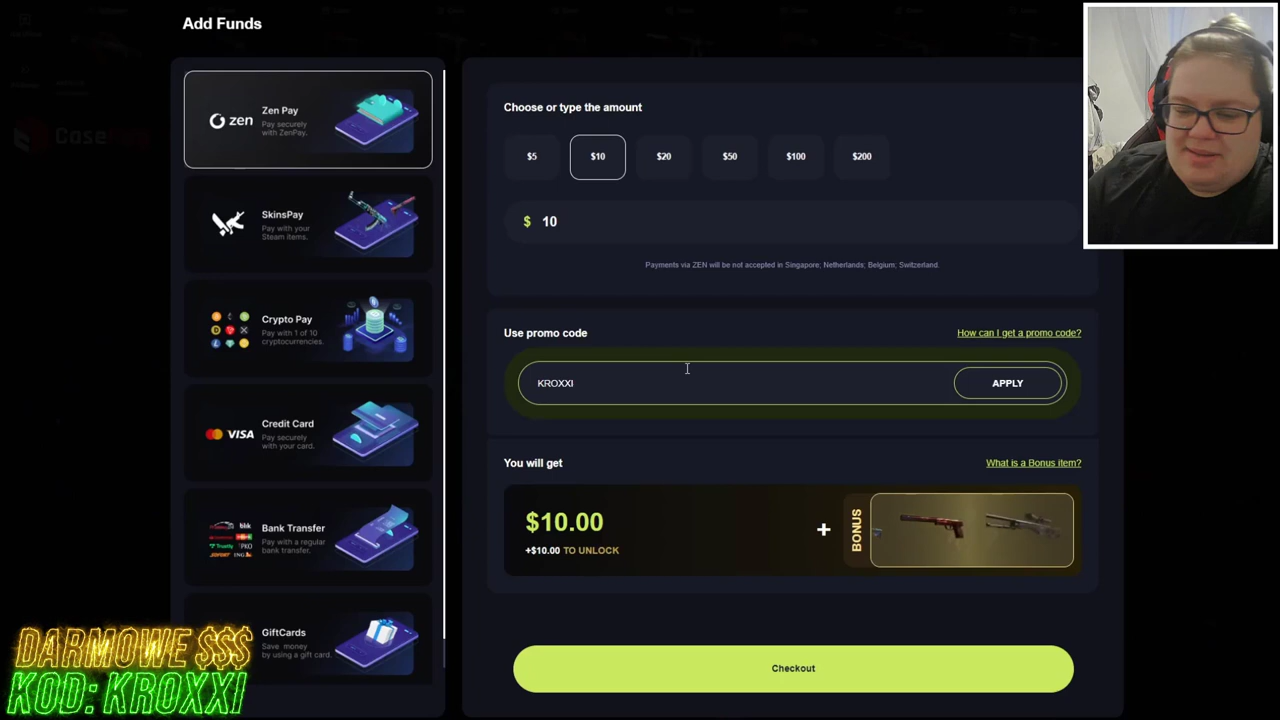 Add Funds
zen
Zen Pay
Pay securely
with ZenPay.
SkinsPay
Pay with your
Steam items.
Crypto Pay
Pay with 1 of 10
cryptocurrencies.
VISA
Credit Card
Pay securely
with your card.
Bank Transfer
Pay with a regular
bank transfer.
GiftCards
Save money
by using a gift card.
Choose or type the amount
$5
$10
$20
$50
$100
$200
$ 10
Payments via ZEN will be not accepted in Singapore; Netherlands; Belgium; Switzerland.
Use promo code
How can I get a promo code?
KROXXI
APPLY
You will get
What is a Bonus item?
$10.00
+$10.00 TO UNLOCK
+
BONUS
Checkout
DARMOWE $$$
KOD: KROXXI